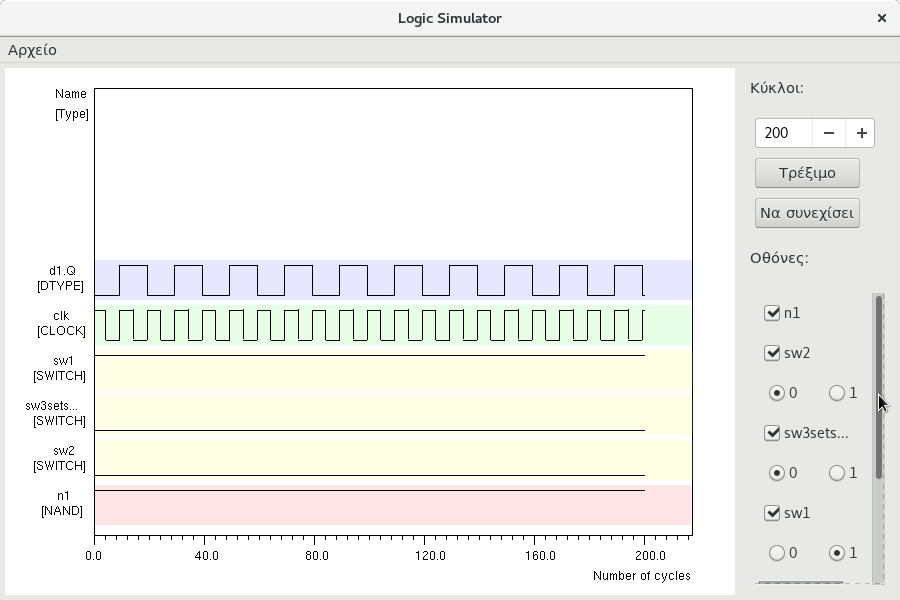 Logic Simulator
Αρχείο
Name
[Type]
d1.Q
[DTYPE]
clk
[CLOCK]
sw1
[SWITCH]
sw3sets...
[SWITCH]
sw2
[SWITCH]
n1
[NAND]
0.0 40.0 80.0 120.0 160.0 200.0
Number of cycles
Κύκλοι:
200
Τρέξιμο
Να συνεχίσει
Οθόνες:
n1
sw2
0 1
sw3sets...
0 1
sw1
0 1